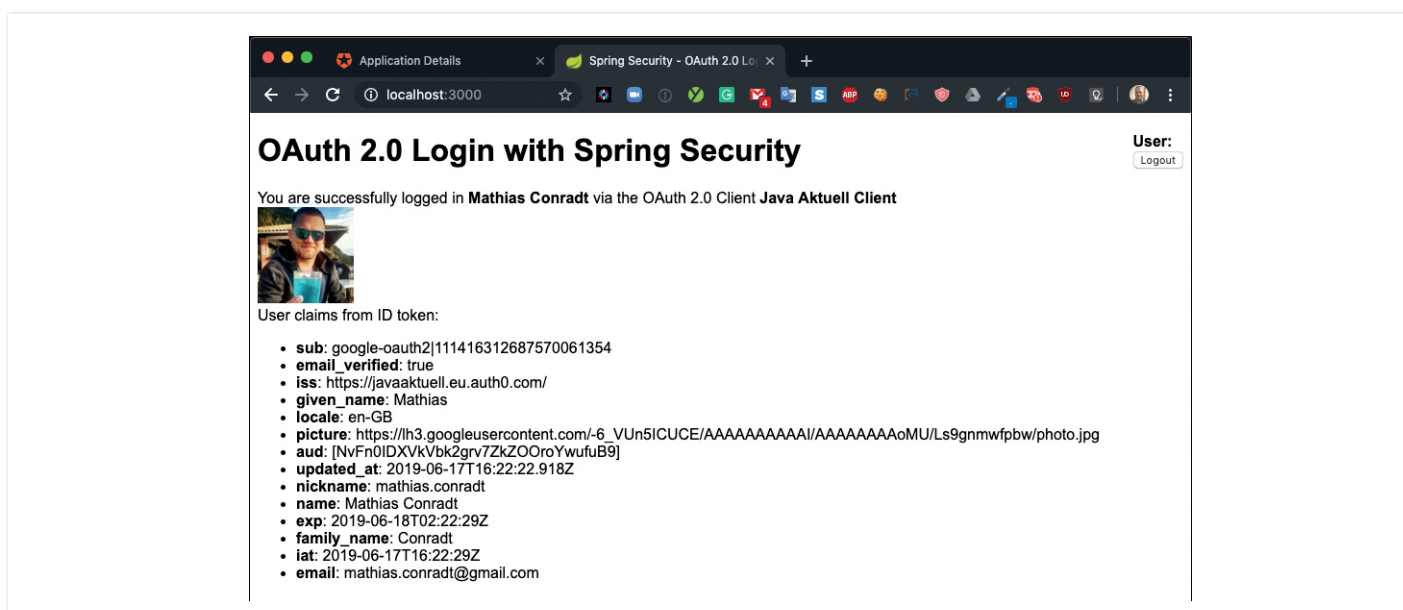 Application Details
Spring Security - OAuth 2.0 Lo
localhost:3000
4
G
S
ABP
UD
OAuth 2.0 Login with Spring Security
User:
Logout
You are successfully logged in Mathias Conradt via the OAuth 2.0 Client Java Aktuell Client
User claims from ID token:
• sub: google-oauth2|111416312687570061354
• email_verified: true
• iss: https://javaaktuell.eu.auth0.com/
• given_name: Mathias
• locale: en-GB
• picture: https://lh3.googleusercontent.com/-6_VUn5ICUCE/AAAAAAAAAAI/AAAAAAAAoMU/Ls9gnmwfpbw/photo.jpg
• aud: [NvFn0IDXVkVbk2grv7ZkZOOroYwufuB9]
• updated_at: 2019-06-17T16:22:22.918Z
• nickname: mathias.conradt
• name: Mathias Conradt
• exp: 2019-06-18T02:22:29Z
• family_name: Conradt
• iat: 2019-06-17T16:22:29Z
• email: mathias.conradt@gmail.com